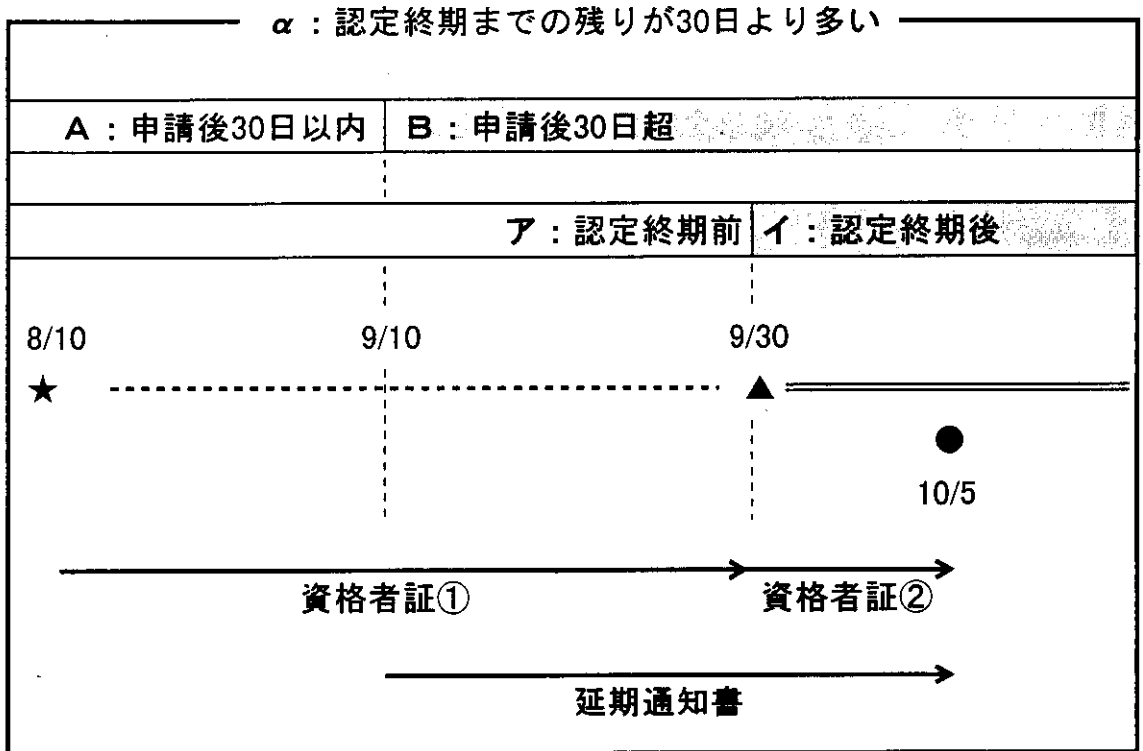 α：認定終期までの残りが30日より多い
A：申請後30日以内 B：申請後30日超
ア：認定終期前 イ：認定終期後
8/10 9/10 9/30
★ ▲
●
10/5
資格者証① 資格者証②
延期通知書